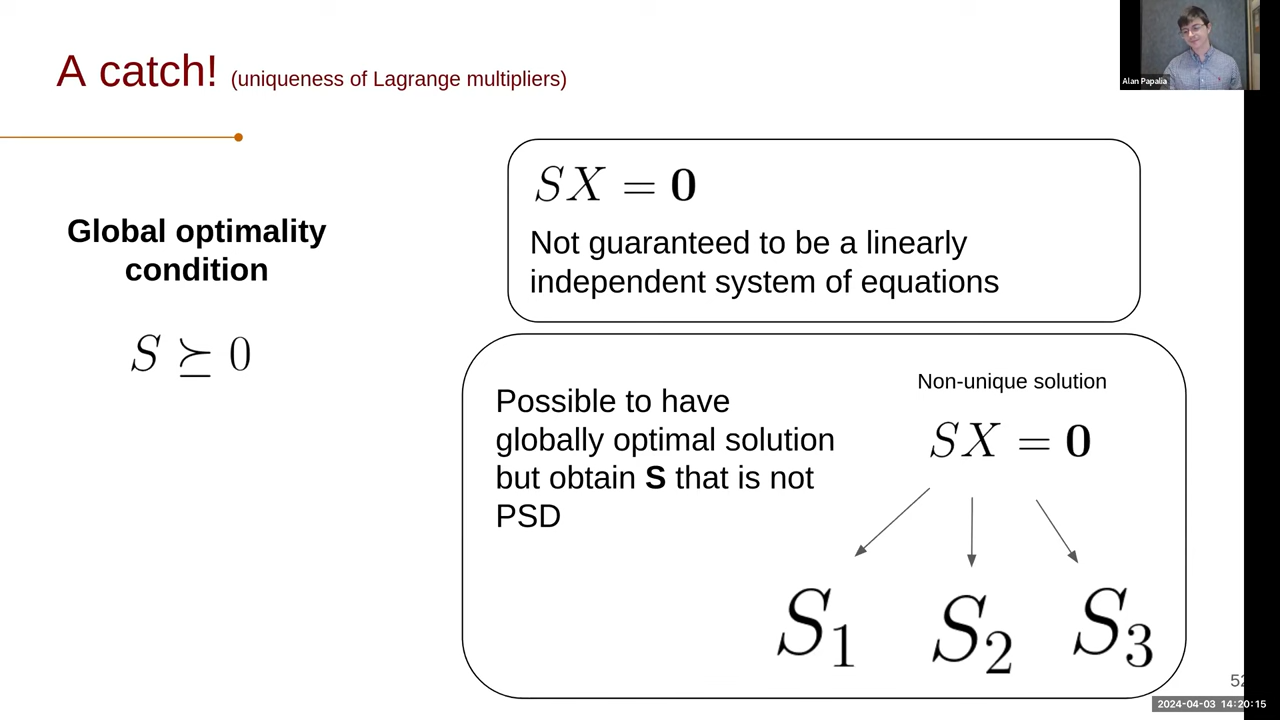 A catch! (uniqueness of Lagrange multipliers)
Alan Papalia
Global optimality
condition
S ⪰ 0
SX = 0
Not guaranteed to be a linearly
independent system of equations
Possible to have
globally optimal solution
but obtain S that is not
PSD
Non-unique solution
SX = 0
S₁ S₂ S₃
52
2024-04-03 14:20:15